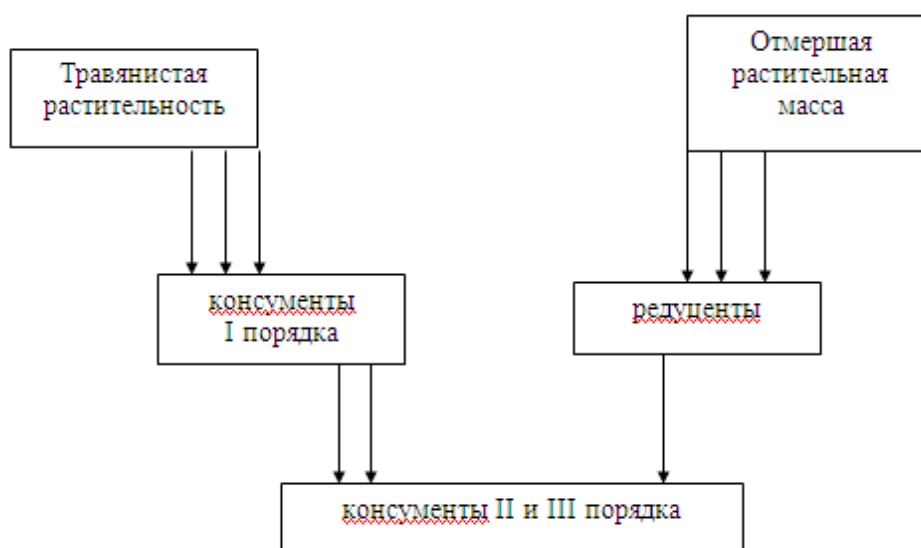 Травянистая
растительность
Отмершая
растительная
масса
консументы
I порядка
редуценты
консументы II и III порядка